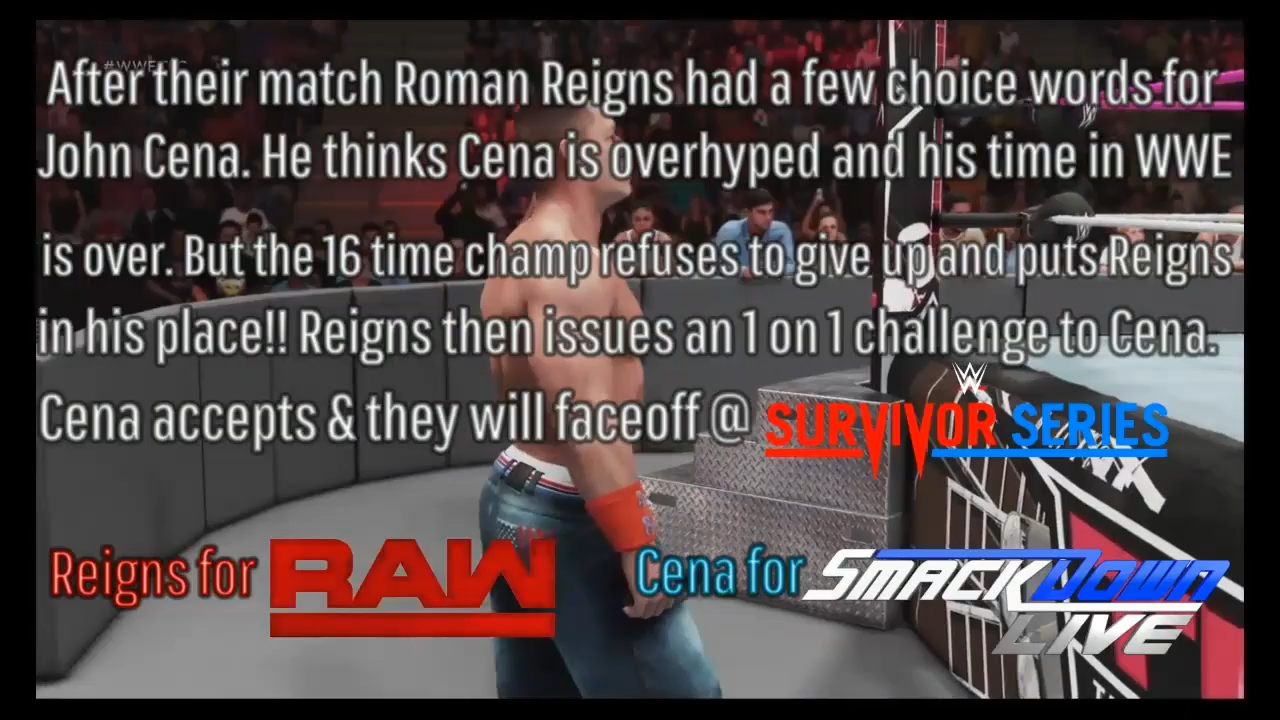 #WWE
After their match Roman Reigns had a few choice words for
John Cena. He thinks Cena is overhyped and his time in WWE
is over. But the 16 time champ refuses to give up and puts Reigns
in his place!! Reigns then issues an 1 on 1 challenge to Cena.
Cena accepts & they will faceoff @ SURVIVOR SERIES
Reigns for RAW Cena for SMACKDOWN
LIVE